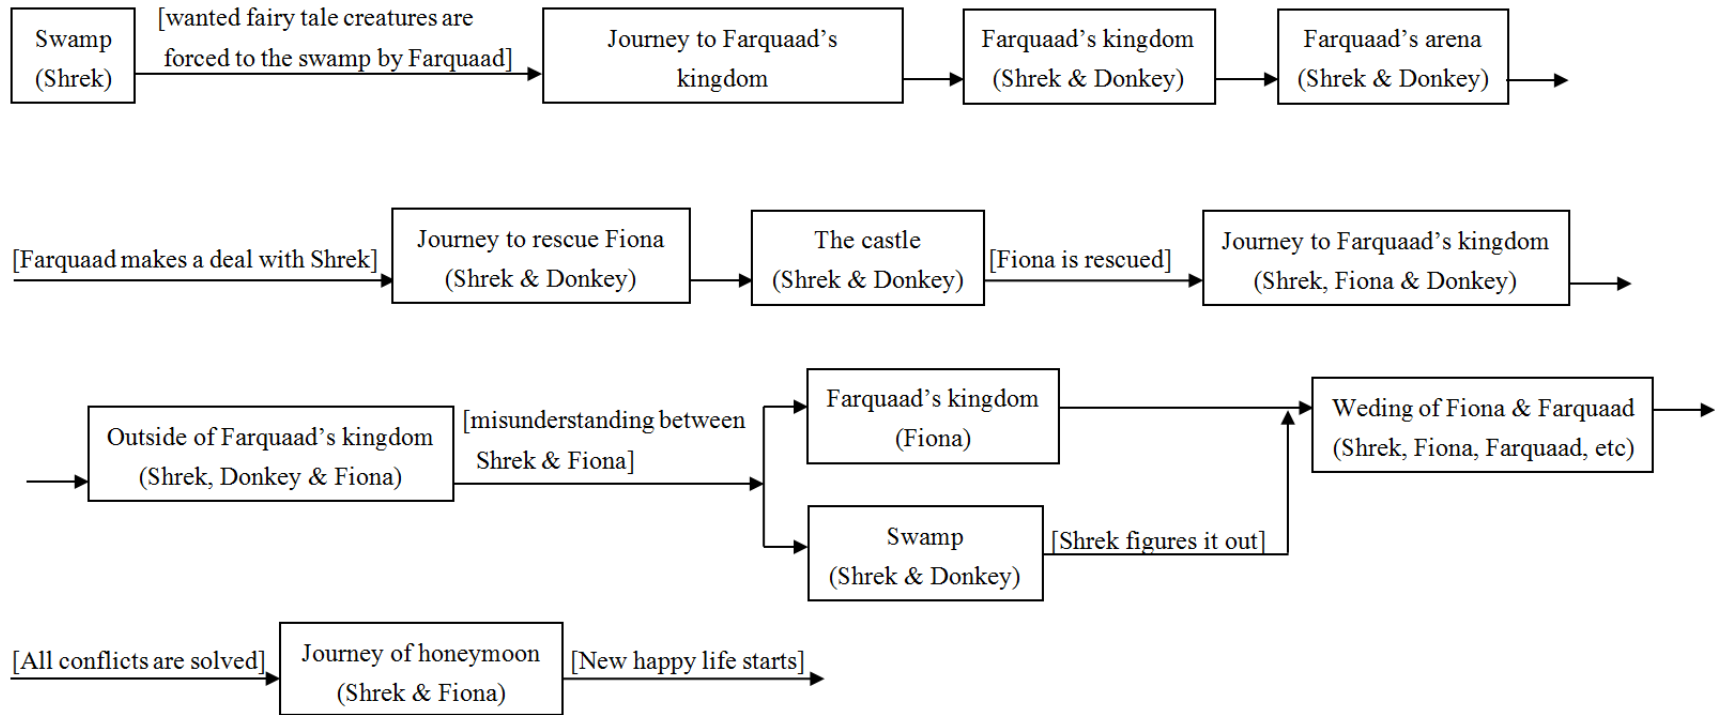 Swamp
(Shrek)
[wanted fairy tale creatures are
forced to the swamp by Farquaad]
Journey to Farquaad's
kingdom
Farquaad's kingdom
(Shrek & Donkey)
Farquaad's arena
(Shrek & Donkey)
[Farquaad makes a deal with Shrek]
Journey to rescue Fiona
(Shrek & Donkey)
The castle
(Shrek & Donkey)
[Fiona is rescued]
Journey to Farquaad's kingdom
(Shrek, Fiona & Donkey)
Outside of Farquaad's kingdom
(Shrek, Donkey & Fiona)
[misunderstanding between
Shrek & Fiona]
Farquaad's kingdom
(Fiona)
Swamp
(Shrek & Donkey)
[Shrek figures it out]
Weding of Fiona & Farquaad
(Shrek, Fiona, Farquaad, etc)
[All conflicts are solved]
Journey of honeymoon
(Shrek & Fiona)
[New happy life starts]